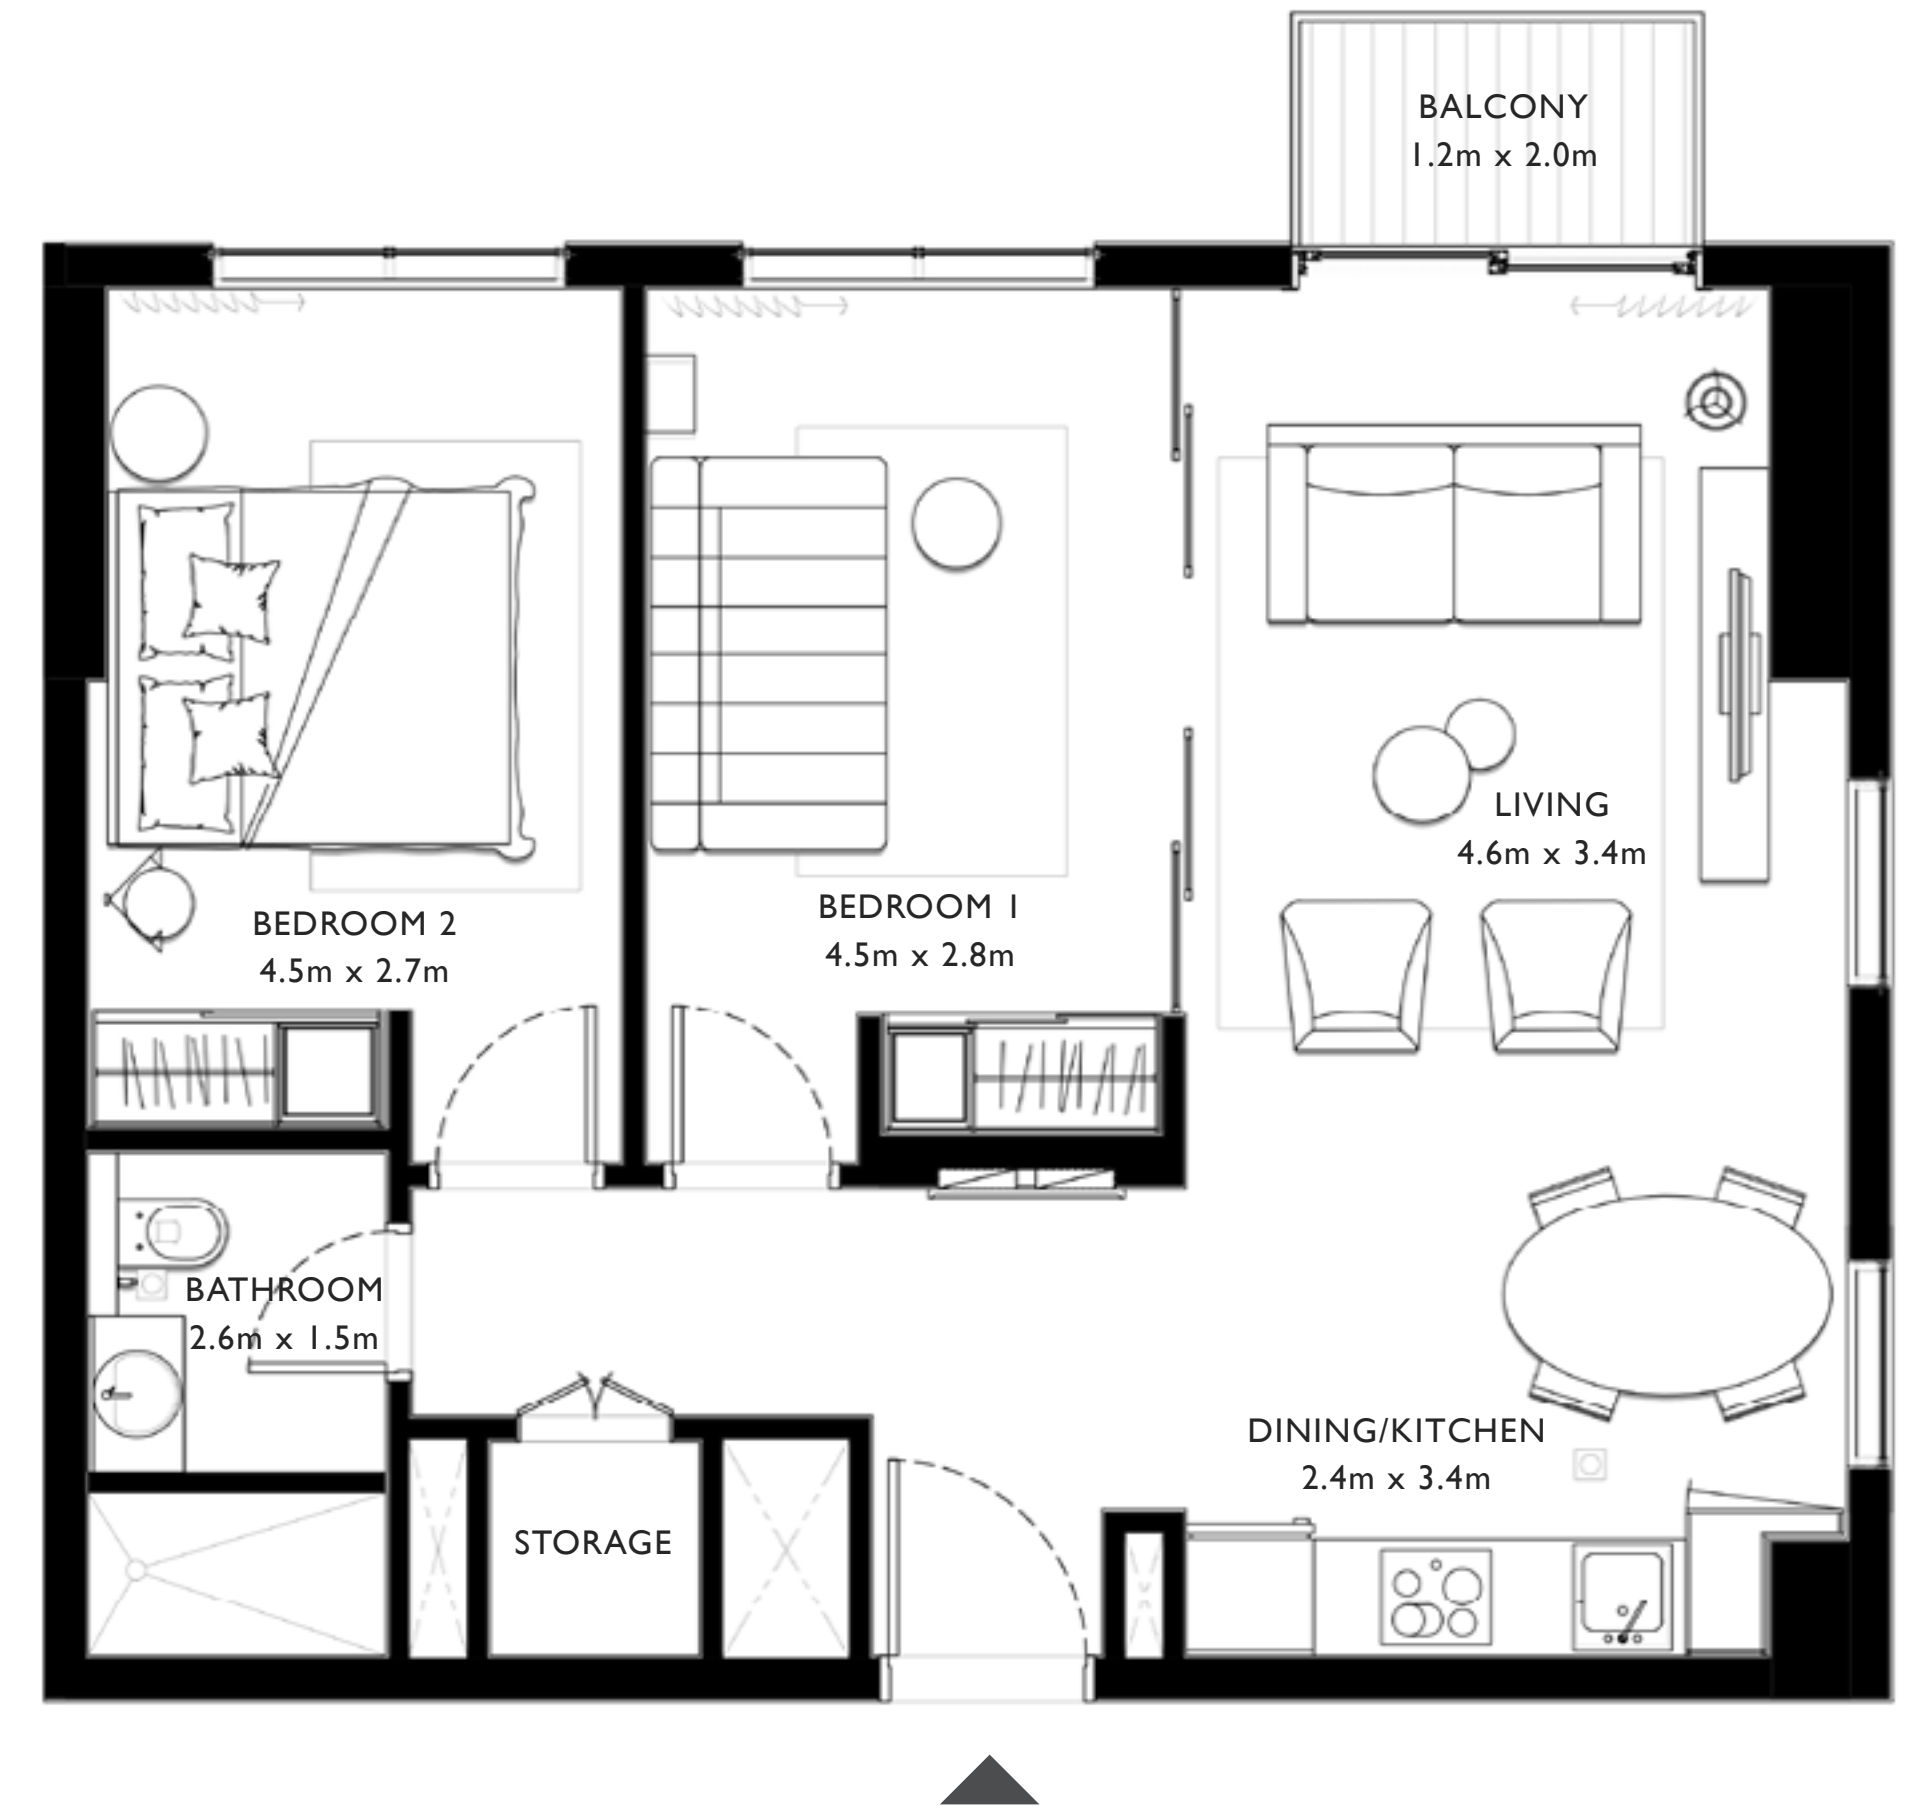 BALCONY
1.2m x 2.0m
LIVING
4.6m x 3.4m
BEDROOM 1
4.5m x 2.8m
BEDROOM 2
4.5m x 2.7m
BATHROOM
2.6m x 1.5m
DINING/KITCHEN
2.4m x 3.4m
STORAGE